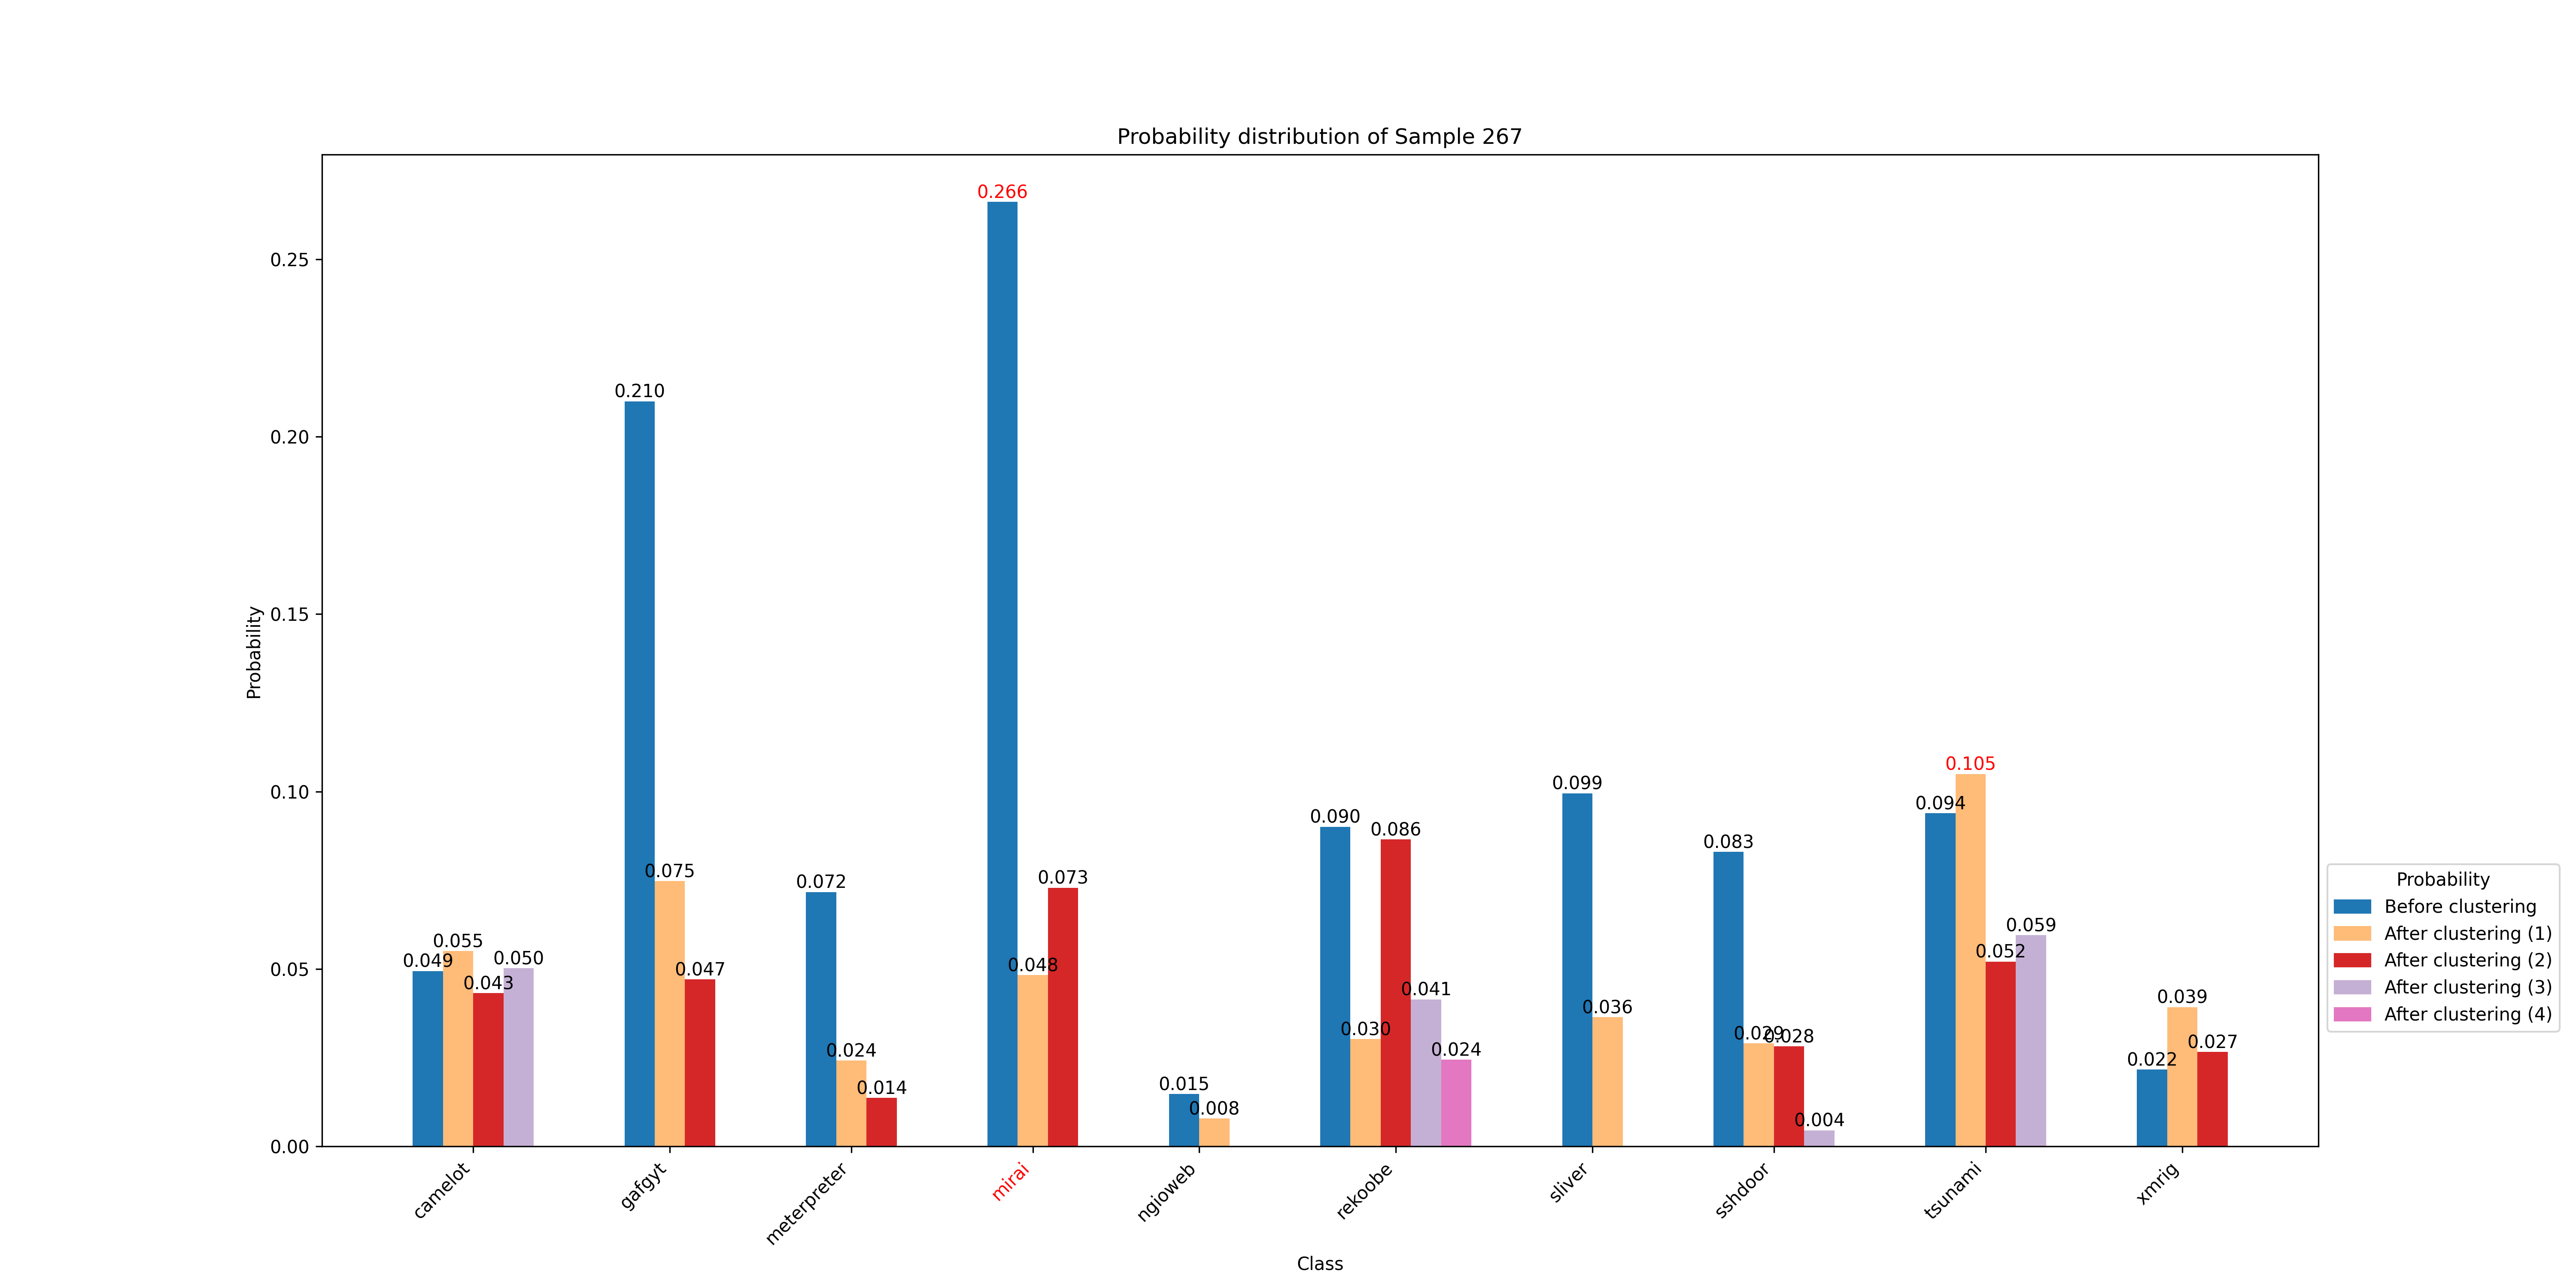 Probability distribution of Sample 267
Probability
0.25
0.20
0.15
0.10
0.05
0.00
0.049
0.055
0.043
0.050
0.210
0.075
0.047
0.072
0.024
0.014
0.266
0.048
0.073
0.015
0.008
0.090
0.030
0.086
0.041
0.024
0.099
0.036
0.083
0.029
0.028
0.004
0.094
0.105
0.052
0.059
0.022
0.039
0.027
camelot
gafgyt
meterpreter
mirai
ngioweb
rekoobe
sliver
sshdoor
tsunami
xmrig
Class
Probability
Before clustering
After clustering (1)
After clustering (2)
After clustering (3)
After clustering (4)